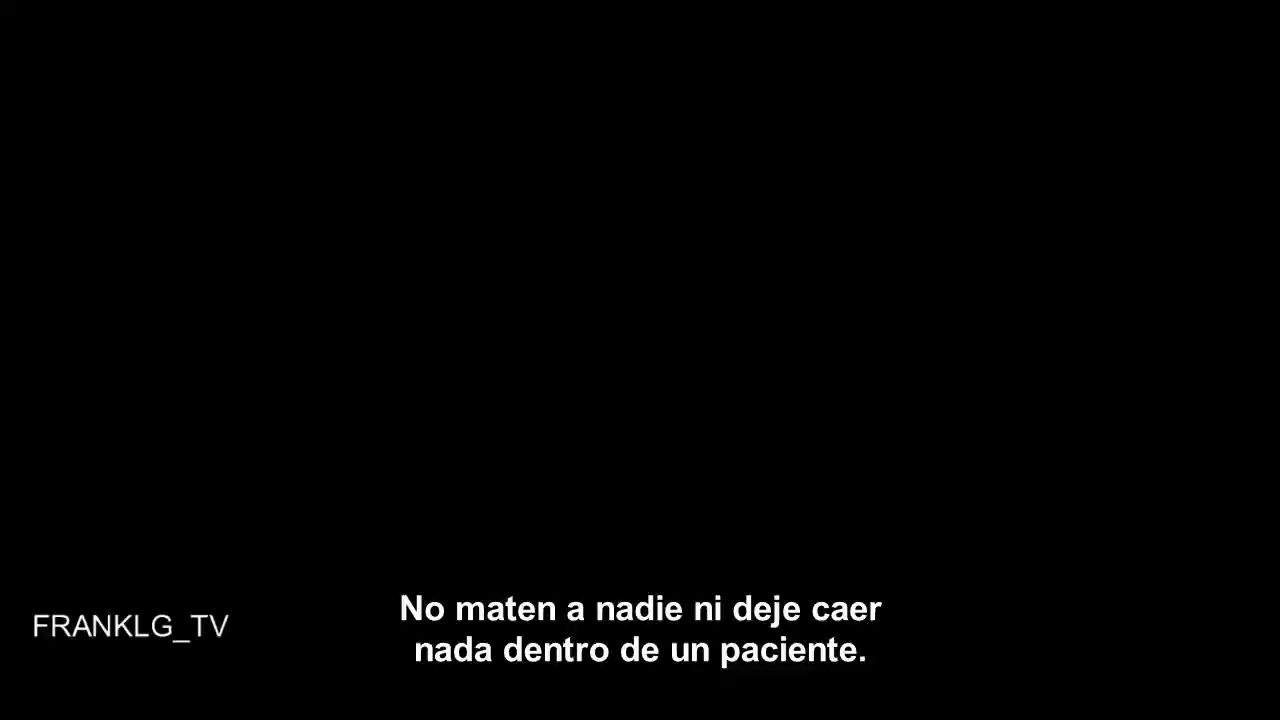 No maten a nadie ni deje caer
nada dentro de un paciente.
FRANKLG_TV